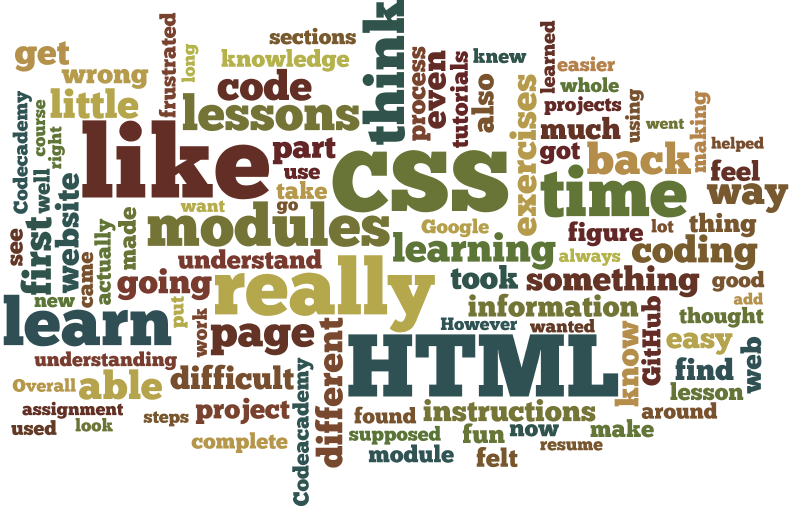 get
wrong
little
frustrated
long
sections
knowledge
code
lessons
think
process
even
tutorials
knew
also
exercises
learned
easier
whole
projects
much
using
went
making
helped
got
back
feel
way
Codecademy
course
right
well
like
part
use
take
CSS
time
see
first
website
want
go
modules
made
actually
came
understand
going
Google
learning
always
figure
lot
thing
coding
took
something
good
add
thought
new
learn
put
work
really
page
information
However
wanted
HTML
know
GitHub
easy
find
web
lesson
around
understanding
Overall
able
difficult
different
Codeacademy
assignment
used
look
steps
project
complete
found
instructions
supposed
fun
now
make
module
felt
resume